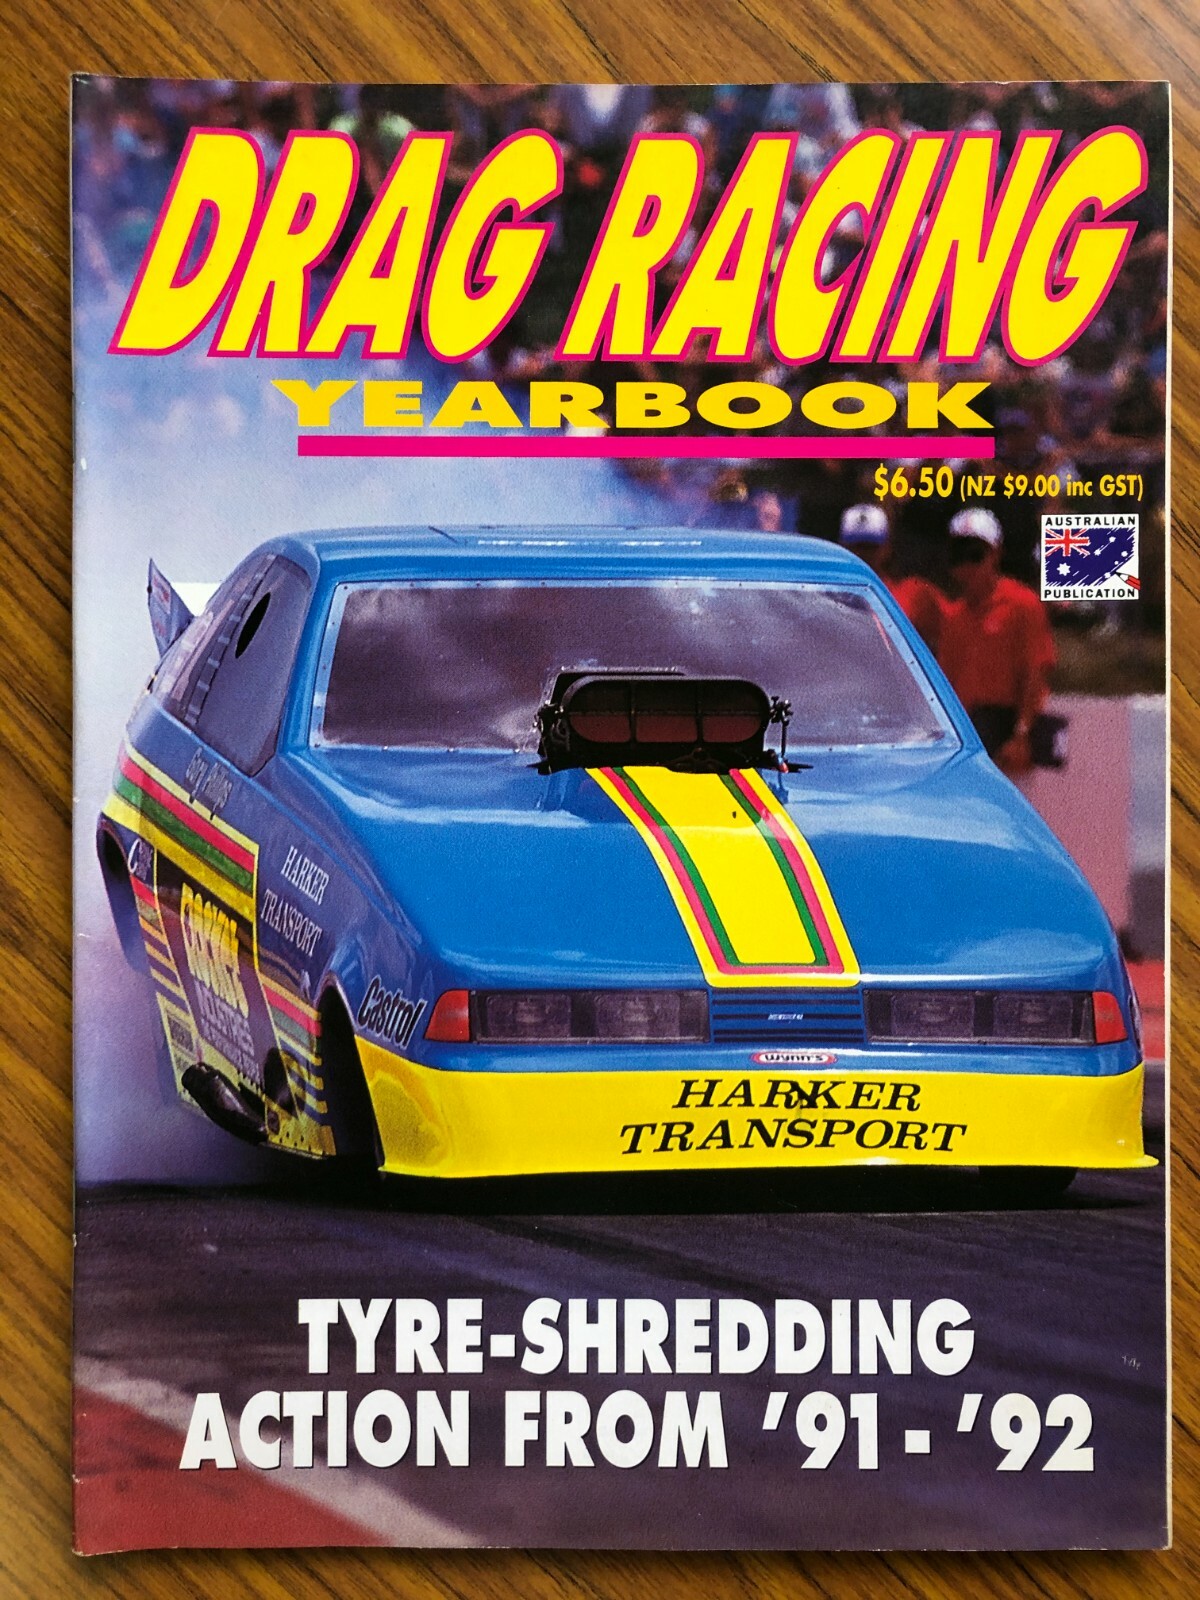 DRAG RACING
YEARBOOK
$6.50 (NZ $9.00 inc GST)
AUSTRALIAN
PUBLICATION
HARKER
TRANSPORT
Castrol
Wynn's
HARKER
TRANSPORT
TYRE-SHREDDING
ACTION FROM '91-'92